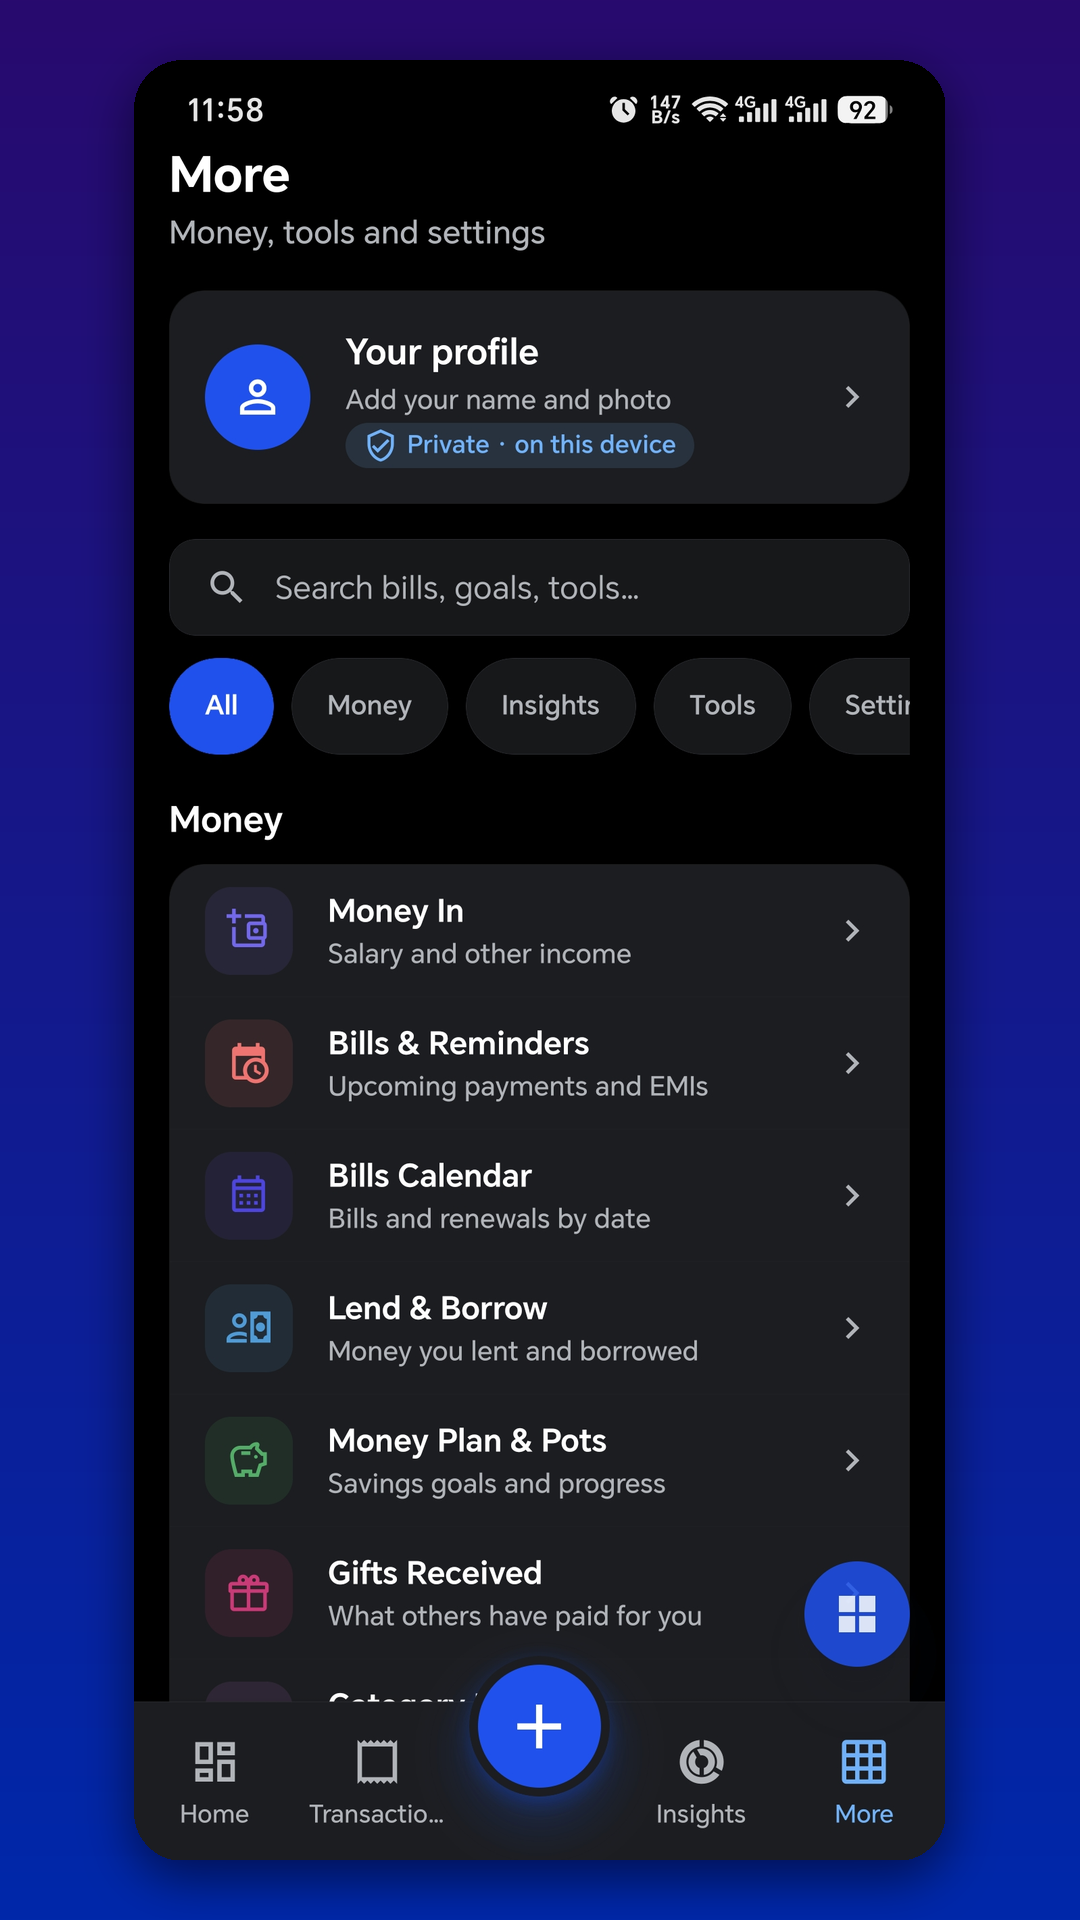 11:58
147
B/s
4G
4G
92
More
Money, tools and settings
Your profile
Add your name and photo
Private · on this device
Search bills, goals, tools...
All
Money
Insights
Tools
Settin
Money
Money In
Salary and other income
Bills & Reminders
Upcoming payments and EMIs
Bills Calendar
Bills and renewals by date
Lend & Borrow
Money you lent and borrowed
Money Plan & Pots
Savings goals and progress
Gifts Received
What others have paid for you
Category
Home
Transactio...
Insights
More